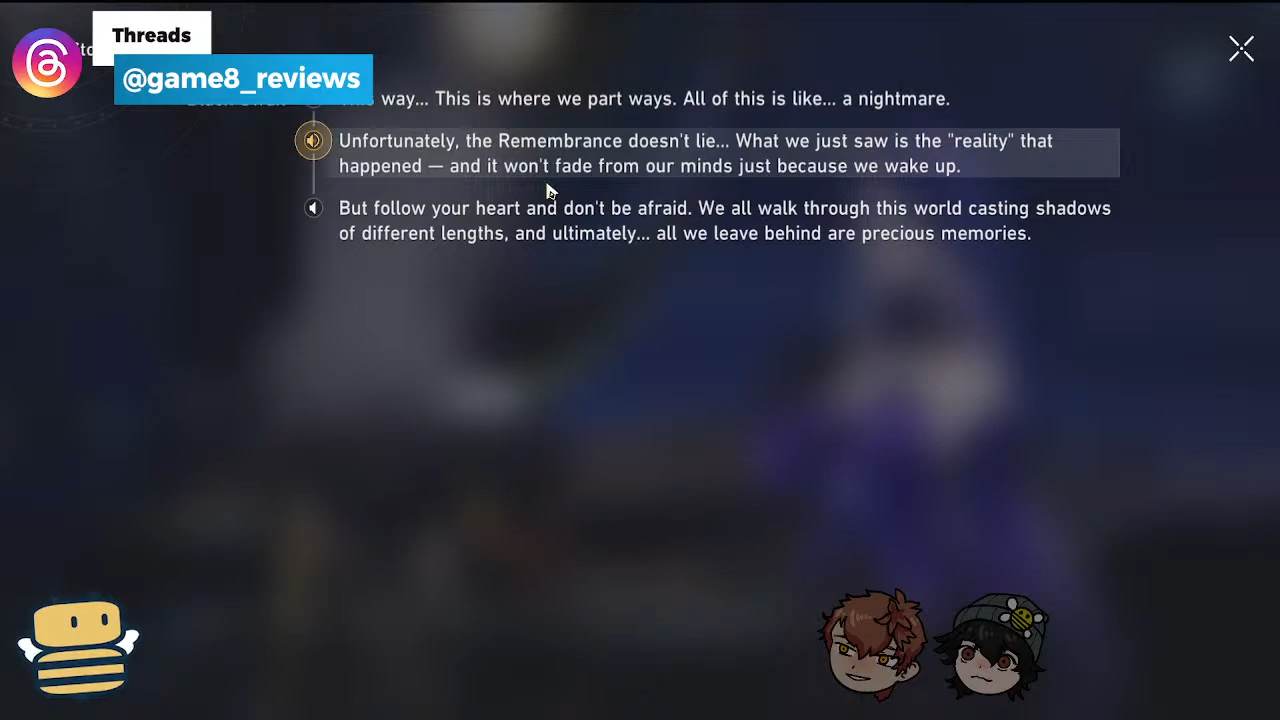 Threads
@game8_reviews
way... This is where we part ways. All of this is like... a nightmare.
Unfortunately, the Remembrance doesn't lie... What we just saw is the "reality" that
happened — and it won't fade from our minds just because we wake up.
But follow your heart and don't be afraid. We all walk through this world casting shadows
of different lengths, and ultimately... all we leave behind are precious memories.